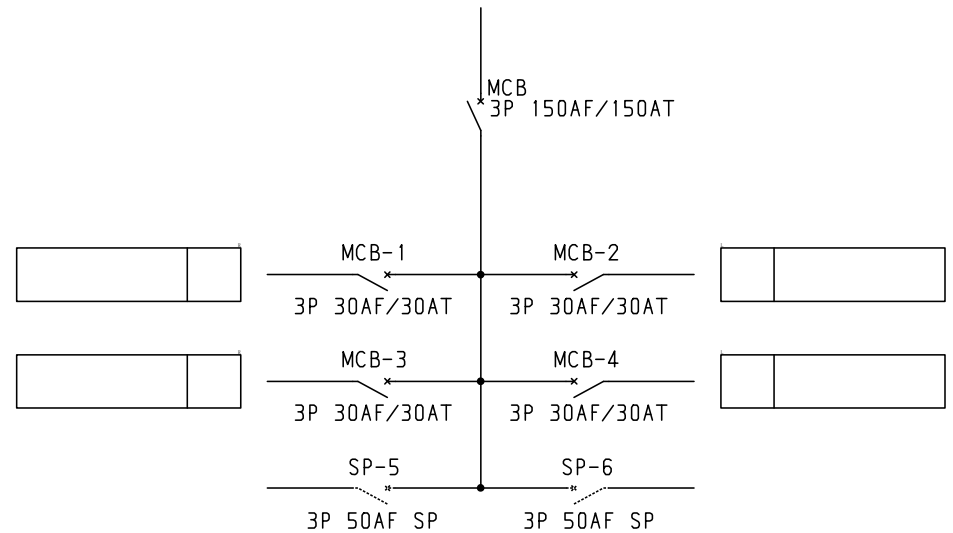 MCB
3P 150AF/150AT
MCB-1
MCB-2
3P 30AF/30AT
3P 30AF/30AT
MCB-3
MCB-4
3P 30AF/30AT
3P 30AF/30AT
SP-5
SP-6
3P 50AF SP
3P 50AF SP